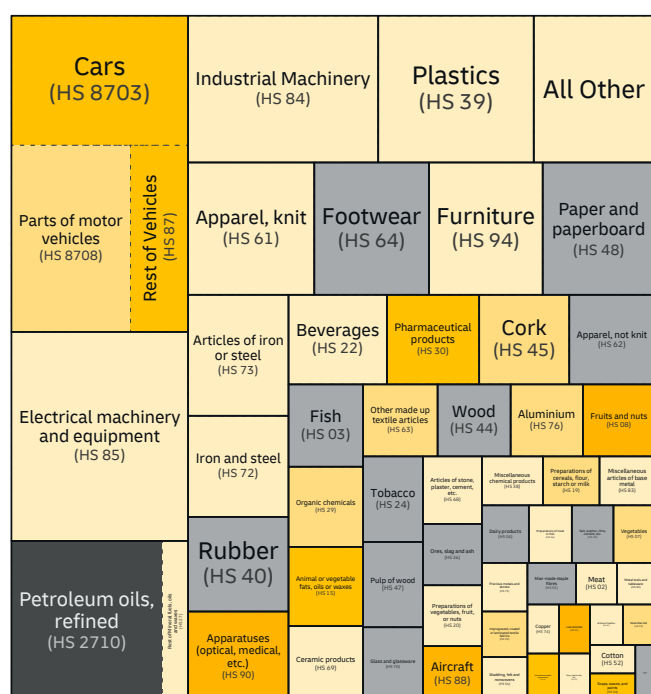 Cars
(HS 8703)
Industrial Machinery
(HS 84)
Plastics
(HS 39)
All Other
Parts of motor
vehicles
(HS 8708)
Rest of Vehicles
(HS 87)
Apparel, knit
(HS 61)
Footwear
(HS 64)
Furniture
(HS 94)
Paper and
paperboard
(HS 48)
Articles of iron
or steel
(HS 73)
Beverages
(HS 22)
Pharmaceutical
products
(HS 30)
Cork
(HS 45)
Apparel, not knit
(HS 62)
Electrical machinery
and equipment
(HS 85)
Iron and steel
(HS 72)
Fish
(HS 03)
Other made up
textile articles
(HS 63)
Wood
(HS 44)
Aluminium
(HS 76)
Fruits and nuts
(HS 08)
Organic chemicals
(HS 29)
Tobacco
(HS 24)
Articles of stone,
plaster, cement,
etc.
(HS 68)
Miscellaneous
chemical products
(HS 38)
Preparations of
cereals, flour,
starch or milk
(HS 19)
Miscellaneous
articles of base
metal
(HS 83)
Rubber
(HS 40)
Dairy products
Vegetables
(HS 07)
Ores, slag and ash
(HS 26)
Petroleum oils,
refined
(HS 2710)
Animal or vegetable
fats, oils or waxes
(HS 15)
Pulp of wood
(HS 47)
Man-made staple
fibres
Meat
(HS 02)
Preparations of
vegetables, fruit,
or nuts
(HS 20)
Apparatuses
(optical, medical,
etc.)
(HS 90)
Copper
(HS 74)
Ceramic products
(HS 69)
Glass and glassware
(HS 70)
Aircraft
(HS 88)
Cotton
(HS 52)